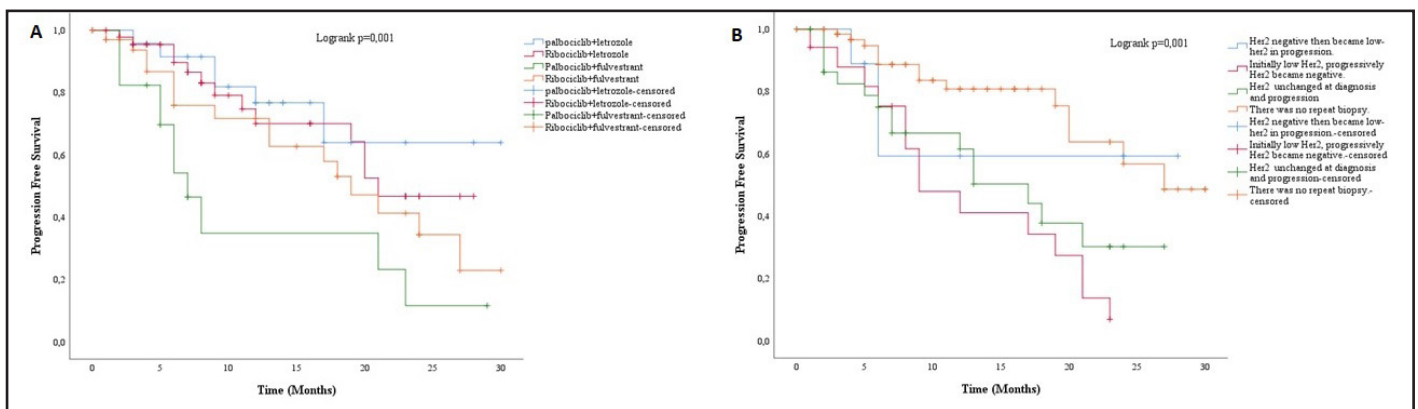 A
Logrank p=0,001
Progression Free Survival
1,0
0,8
0,6
0,4
0,2
0,0
0
5
10
15
20
25
30
Time (Months)
palbociclib+letrozole
Ribociclib+letrozole
Palbociclib+fulvestrant
Ribociclib+fulvestrant
palbociclib+letrozole-censored
Ribociclib+letrozole-censored
Palbociclib+fulvestrant-censored
Ribociclib+fulvestrant-censored
B
Logrank p=0,001
Progression Free Survival
1,0
0,8
0,6
0,4
0,2
0,0
0
5
10
15
20
25
30
Time (Months)
Her2 negative then became low-
her2 in progression.
Initially low Her2, progressively
Her2 became negative.
Her2 unchanged at diagnosis
and progression
There was no repeat biopsy.
Her2 negative then became low-
her2 in progression.-censored
Initially low Her2, progressively
Her2 became negative.-censored
Her2 unchanged at diagnosis
and progression-censored
There was no repeat biopsy.-
censored